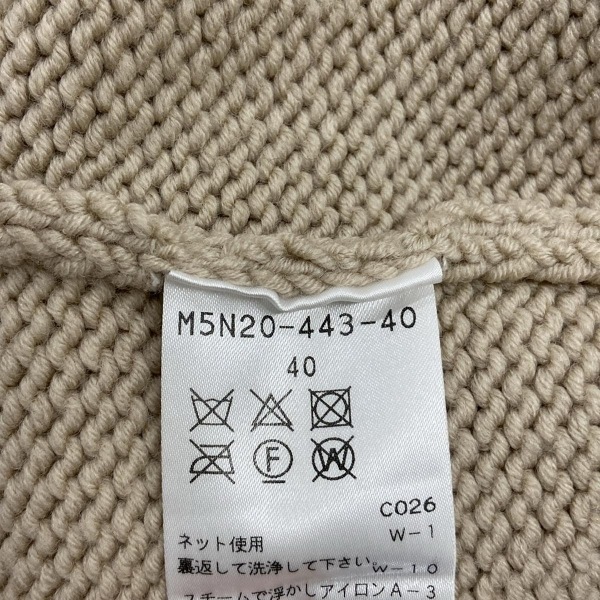 M5N20-443-40
40
F W
C026
ネット使用 W-1
裏返して洗浄して下さい。 W-10
スチームで浮かしアイロン A-3